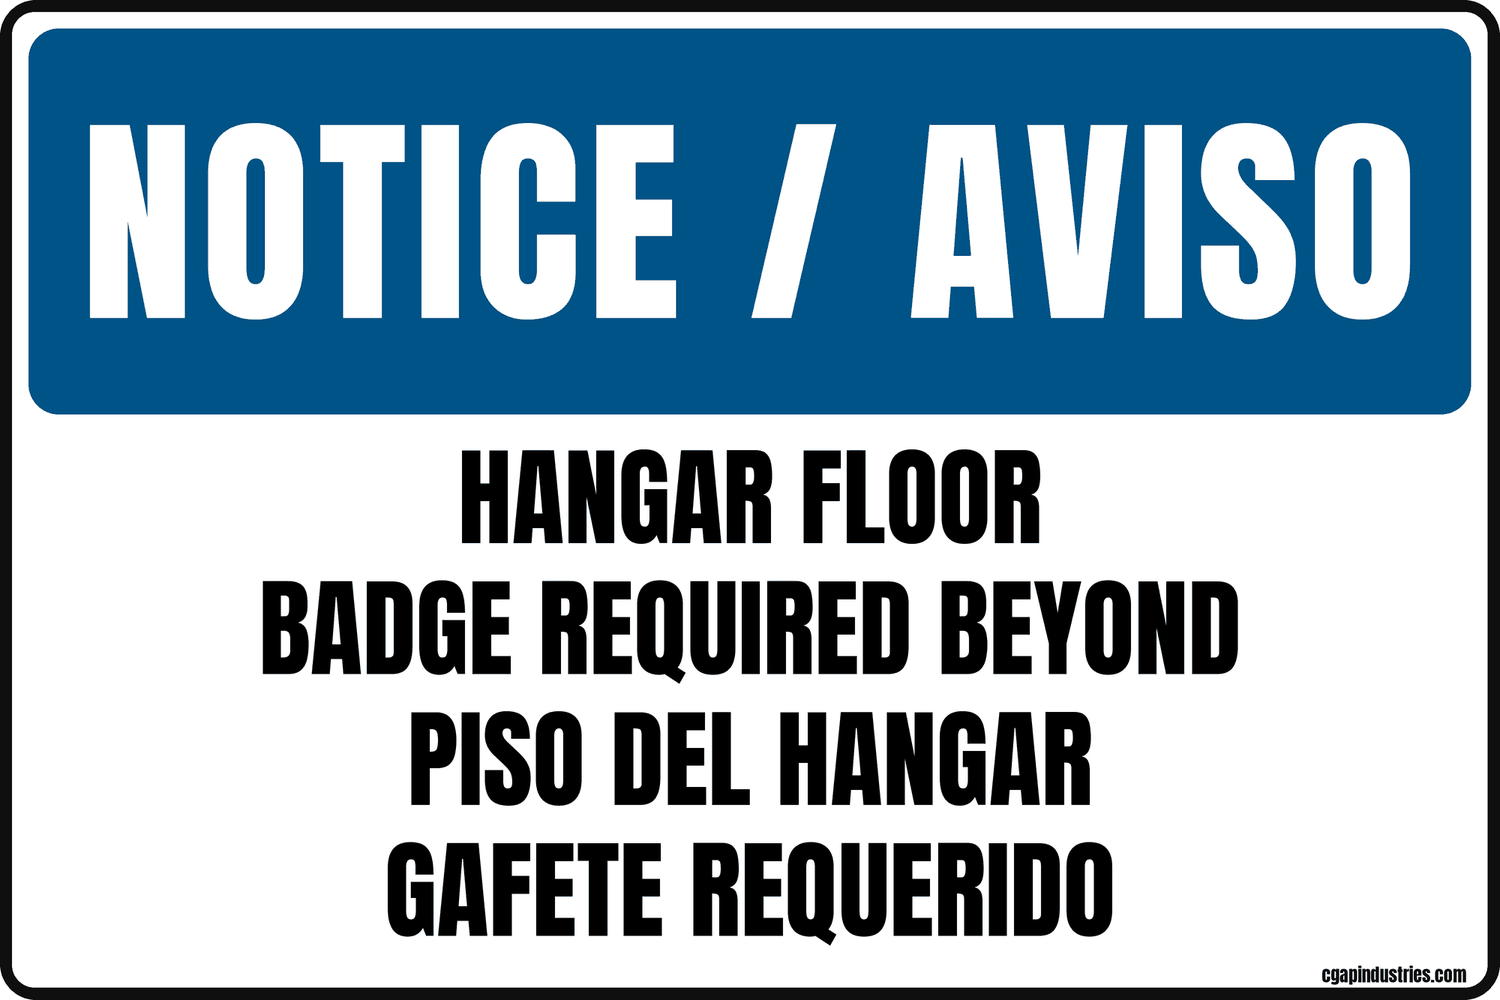 NOTICE / AVISO
HANGAR FLOOR
BADGE REQUIRED BEYOND
PISO DEL HANGAR
GAFETE REQUERIDO
cgapindustries.com